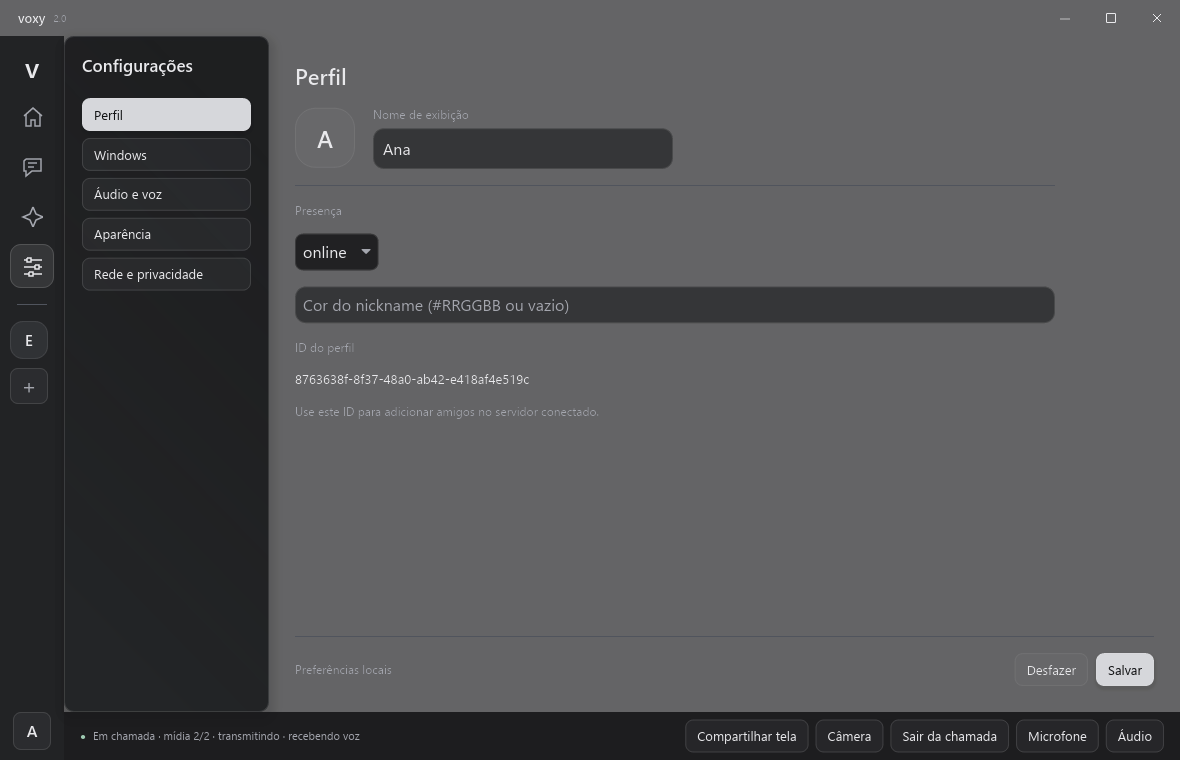 voxy 2.0
V
Configurações
Perfil
Windows
Áudio e voz
Aparência
Rede e privacidade
E
+
A
Perfil
A
Nome de exibição
Ana
Presença
online
Cor do nickname (#RRGGBB ou vazio)
ID do perfil
8763638f-8f37-48a0-ab42-e418af4e519c
Use este ID para adicionar amigos no servidor conectado.
Preferências locais
Desfazer
Salvar
Em chamada · mídia 2/2 · transmitindo · recebendo voz
Compartilhar tela
Câmera
Sair da chamada
Microfone
Áudio